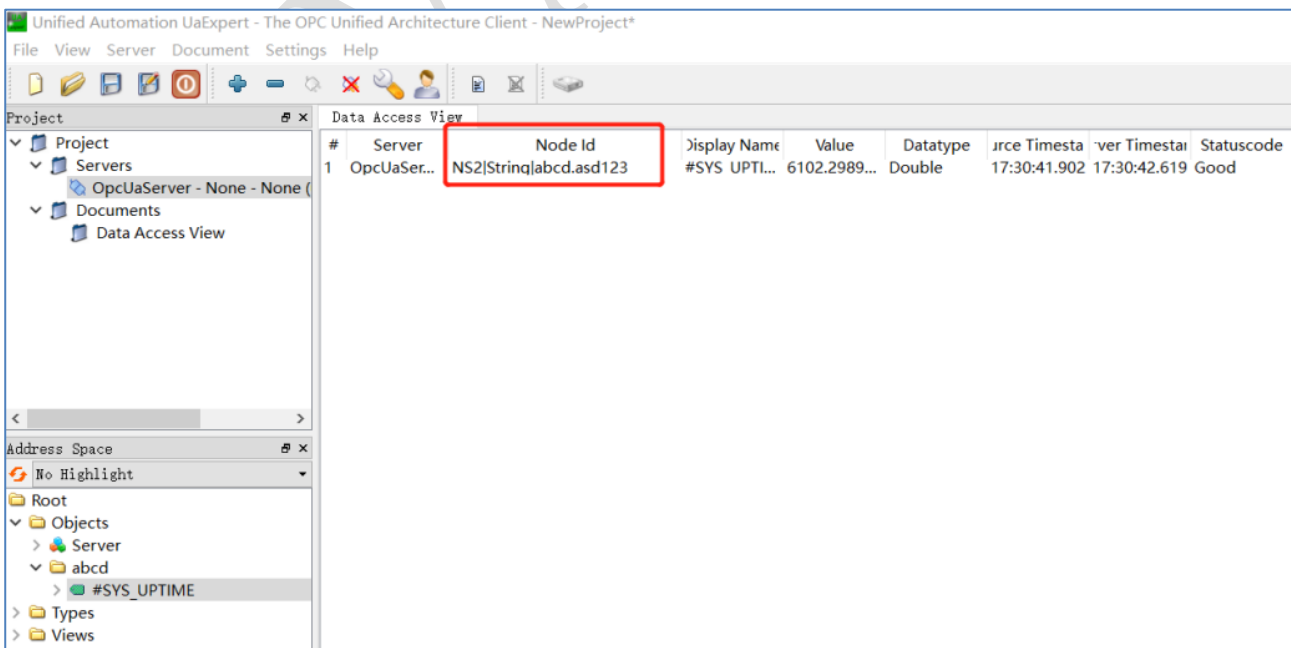 Unified Automation UaExpert - The OPC Unified Architecture Client - NewProject*
File View Server Document Settings Help
Project
Data Access View
Project
Servers
OpcUaServer - None - None (
Documents
Data Access View
# Server Node Id Display Name Value Datatype urce Timesta ver Timestar Statuscode
1 OpcUaSer... NS2|String|abcd.asd123 #SYS UPTI... 6102.2989... Double 17:30:41.902 17:30:42.619 Good
Address Space
No Highlight
Root
Objects
Server
abcd
#SYS_UPTIME
Types
Views